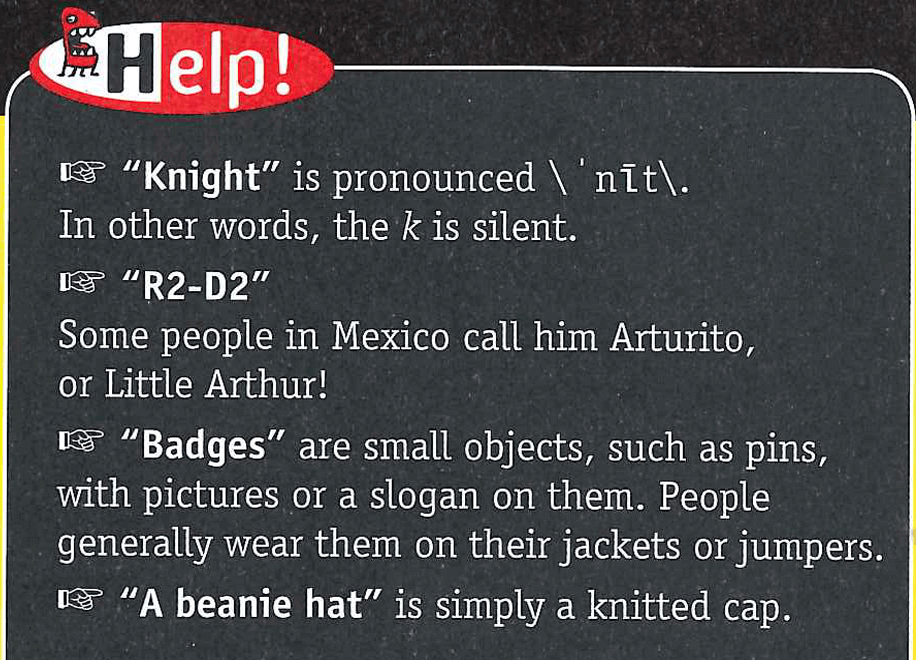 Help!
☞ “Knight” is pronounced \ ˈnīt\.
In other words, the k is silent.
☞ “R2-D2”
Some people in Mexico call him Arturito,
or Little Arthur!
☞ “Badges” are small objects, such as pins,
with pictures or a slogan on them. People
generally wear them on their jackets or jumpers.
☞ “A beanie hat” is simply a knitted cap.